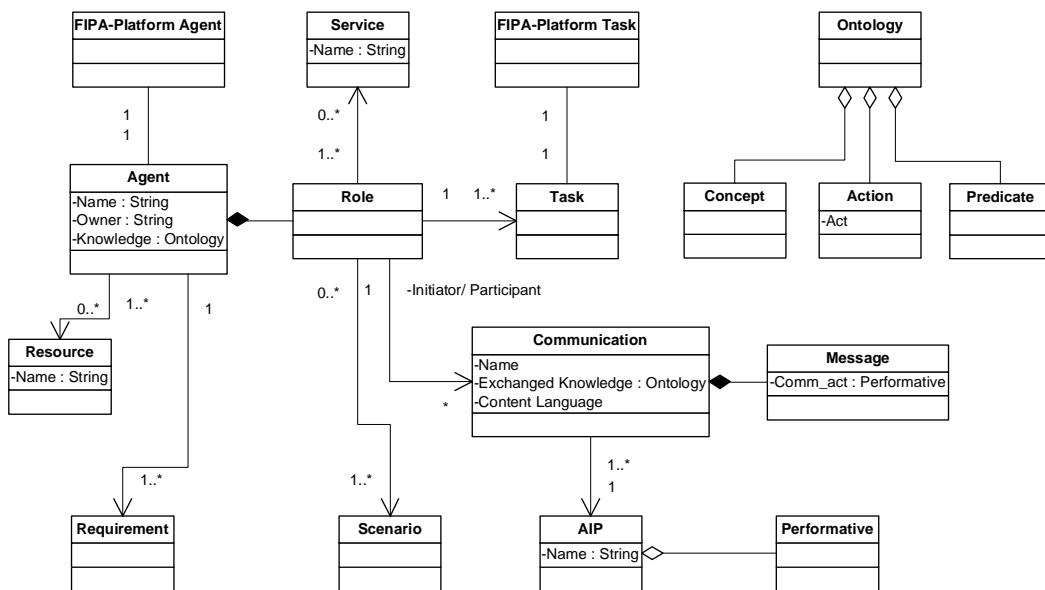 FIPA-Platform Agent
Service
-Name : String
FIPA-Platform Task
Ontology
1
1
0..*
1..*
1
1
Agent
-Name : String
-Owner : String
-Knowledge : Ontology
Role
1
1..*
Task
Concept
Action
-Act
Predicate
0..*
1..*
1
0..*
1
-Initiator/ Participant
Resource
-Name : String
Communication
-Name
-Exchanged Knowledge : Ontology
-Content Language
Message
-Comm_act : Performative
*
1..*
1..*
1..*
1
Requirement
Scenario
AIP
-Name : String
Performative